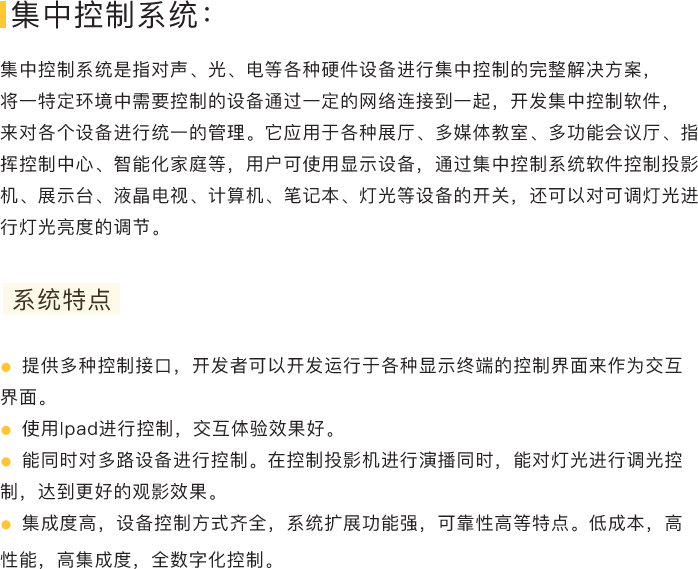 集中控制系统：
集中控制系统是指对声、光、电等各种硬件设备进行集中控制的完整解决方案，
将一特定环境中需要控制的设备通过一定的网络连接到一起，开发集中控制软件，
来对各个设备进行统一的管理。它应用于各种展厅、多媒体教室、多功能会议厅、指
挥控制中心、智能化家庭等，用户可使用显示设备，通过集中控制系统软件控制投影
机、展示台、液晶电视、计算机、笔记本、灯光等设备的开关，还可以对可调灯光进
行灯光亮度的调节。
系统特点
● 提供多种控制接口，开发者可以开发运行于各种显示终端的控制界面来作为交互
界面。
● 使用Ipad进行控制，交互体验效果好。
● 能同时对多路设备进行控制。在控制投影机进行演播同时，能对灯光进行调光控
制，达到更好的观影效果。
● 集成度高，设备控制方式齐全，系统扩展功能强，可靠性高等特点。低成本，高
性能，高集成度，全数字化控制。